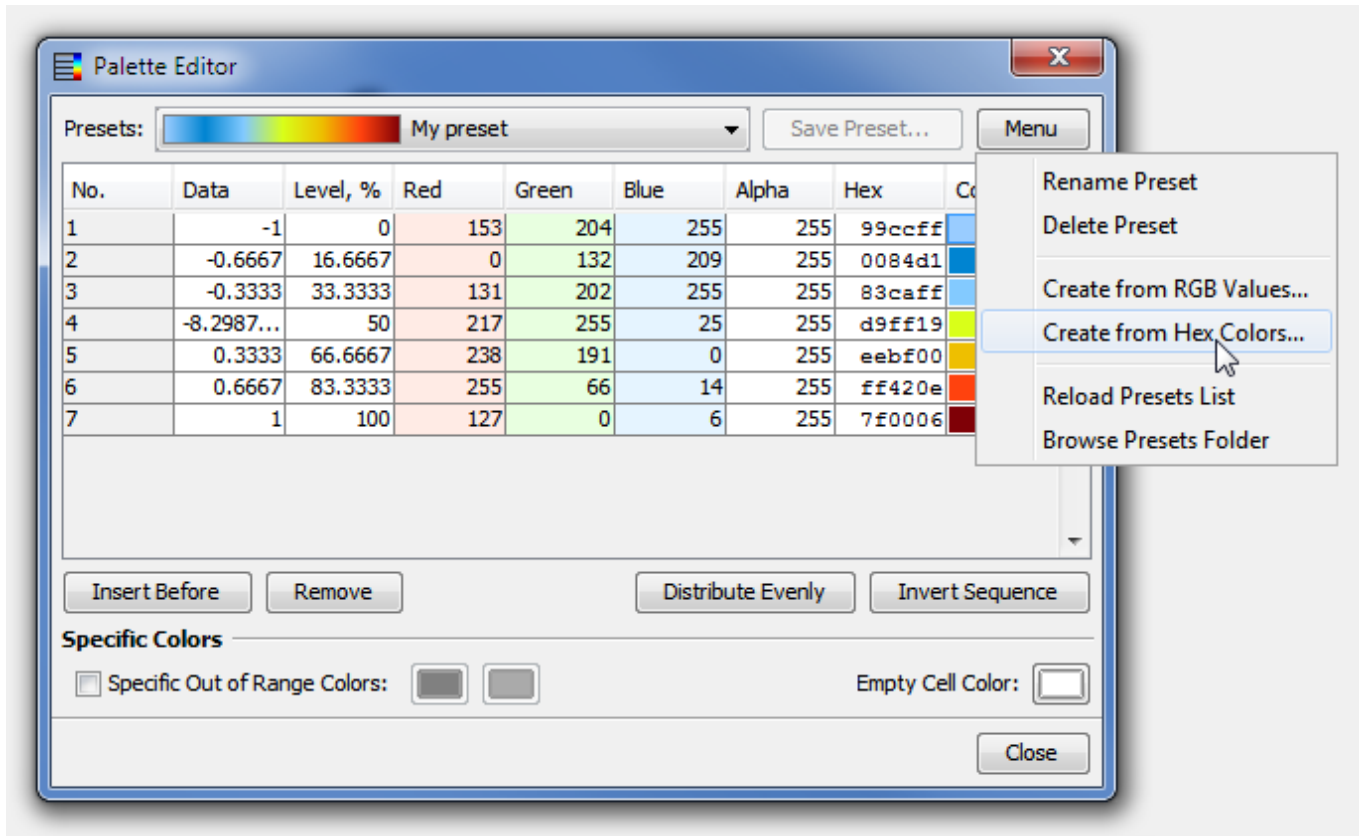 Palette Editor
Presets: My preset Save Preset... Menu
No. Data Level, % Red Green Blue Alpha Hex Co
1 -1 0 153 204 255 255 99ccff
2 -0.6667 16.6667 0 132 209 255 0084d1
3 -0.3333 33.3333 131 202 255 255 83caff
4 -8.2987... 50 217 255 25 255 d9ff19
5 0.3333 66.6667 238 191 0 255 eebf00
6 0.6667 83.3333 255 66 14 255 ff420e
7 1 100 127 0 6 255 7f0006
Rename Preset
Delete Preset
Create from RGB Values...
Create from Hex Colors...
Reload Presets List
Browse Presets Folder
Insert Before Remove Distribute Evenly Invert Sequence
Specific Colors
Specific Out of Range Colors: Empty Cell Color:
Close